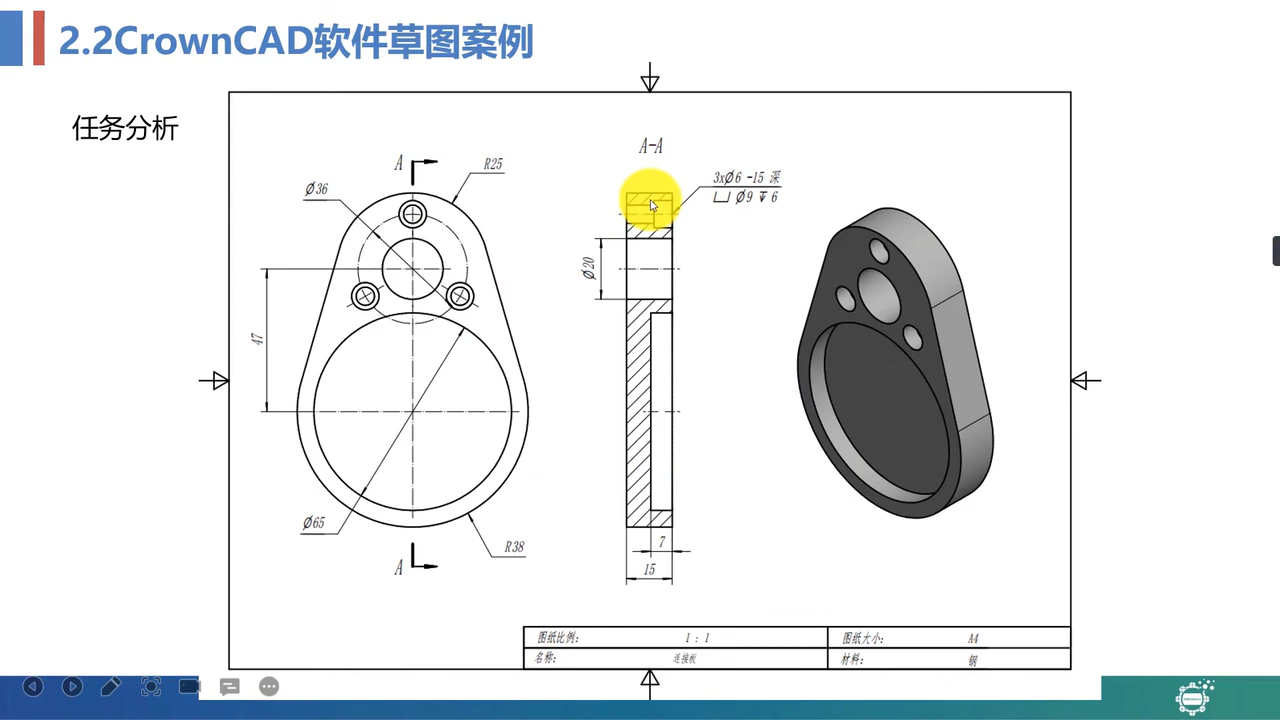 2.2CrownCAD软件草图案例
任务分析
A
R25
Ø36
47
Ø65
R38
A
A-A
3xØ6 -15 深
⌴ Ø9 ↧ 6
Ø20
7
15
图纸比例: 1 : 1 图纸大小: A4
名称: 连接板 材料: 钢